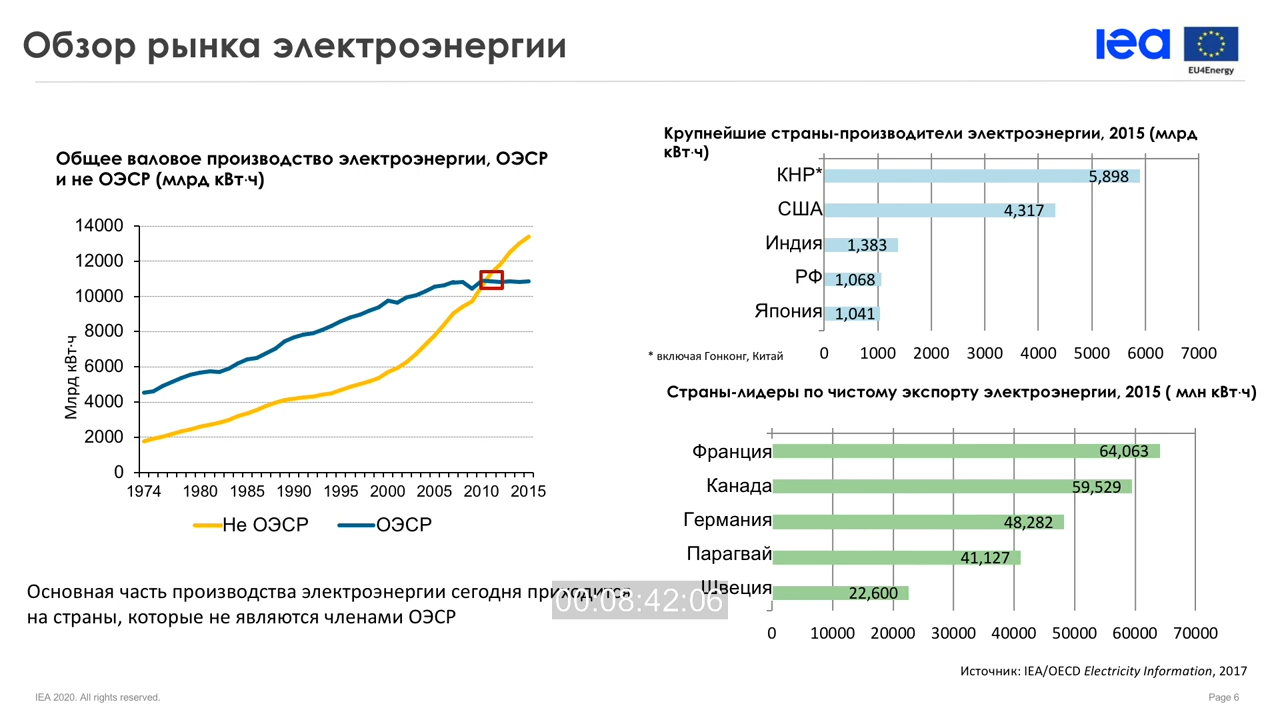 Обзор рынка электроэнергии
iea
EU4Energy
Общее валовое производство электроэнергии, ОЭСР
и не ОЭСР (млрд кВт·ч)
Млрд кВт·ч
14000
12000
10000
8000
6000
4000
2000
0
1974 1980 1985 1990 1995 2000 2005 2010 2015
Не ОЭСР ОЭСР
Основная часть производства электроэнергии сегодня приходится
на страны, которые не являются членами ОЭСР
00:08:42:06
Крупнейшие страны-производители электроэнергии, 2015 (млрд
кВт·ч)
КНР* 5,898
США 4,317
Индия 1,383
РФ 1,068
Япония 1,041
* включая Гонконг, Китай
0 1000 2000 3000 4000 5000 6000 7000
Страны-лидеры по чистому экспорту электроэнергии, 2015 ( млн кВт·ч)
Франция 64,063
Канада 59,529
Германия 48,282
Парагвай 41,127
Швеция 22,600
0 10000 20000 30000 40000 50000 60000 70000
Источник: IEA/OECD Electricity Information, 2017
IEA 2020. All rights reserved.
Page 6